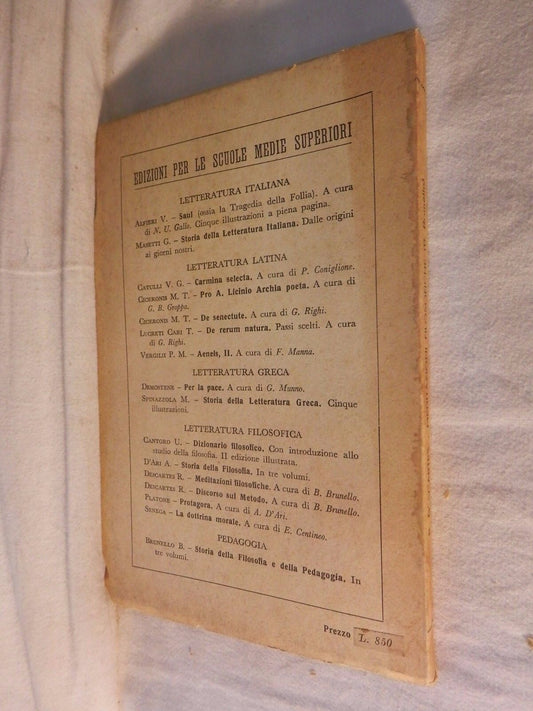 EDIZIONI PER LE SCUOLE MEDIE SUPERIORI
LETTERATURA ITALIANA
ALFIERI V. – Saul (ossia la Tragedia della Follia). A cura
di N. U. Gallo. Cinque illustrazioni a piena pagina.
MASETTI G. – Storia della Letteratura Italiana. Dalle origini
ai giorni nostri.
LETTERATURA LATINA
CATULLI V. G. – Carmina selecta. A cura di P. Coniglione.
CICERONIS M. T. – Pro A. Licinio Archia poeta. A cura di
G. B. Groppa.
CICERONIS M. T. – De senectute. A cura di G. Righi.
LUCRETI CARI T. – De rerum natura. Passi scelti. A cura
di G. Righi.
VERGILII P. M. – Aeneis, II. A cura di F. Manna.
LETTERATURA GRECA
DEMOSTENE – Per la pace. A cura di G. Munno.
SPINAZZOLA M. – Storia della Letteratura Greca. Cinque
illustrazioni.
LETTERATURA FILOSOFICA
CANTORO U. – Dizionario filosofico. Con introduzione allo
studio della filosofia. II edizione illustrata.
D'ARI A. – Storia della Filosofia. In tre volumi.
DESCARTES R. – Meditazioni filosofiche. A cura di B. Brunello.
DESCARTES R. – Discorso sul Metodo. A cura di B. Brunello.
PLATONE – Protagora. A cura di A. D'Ari.
SENECA – La dottrina morale. A cura di E. Centineo.
PEDAGOGIA
BRUNELLO B. – Storia della Filosofia e della Pedagogia. In
tre volumi.
Prezzo L. 850